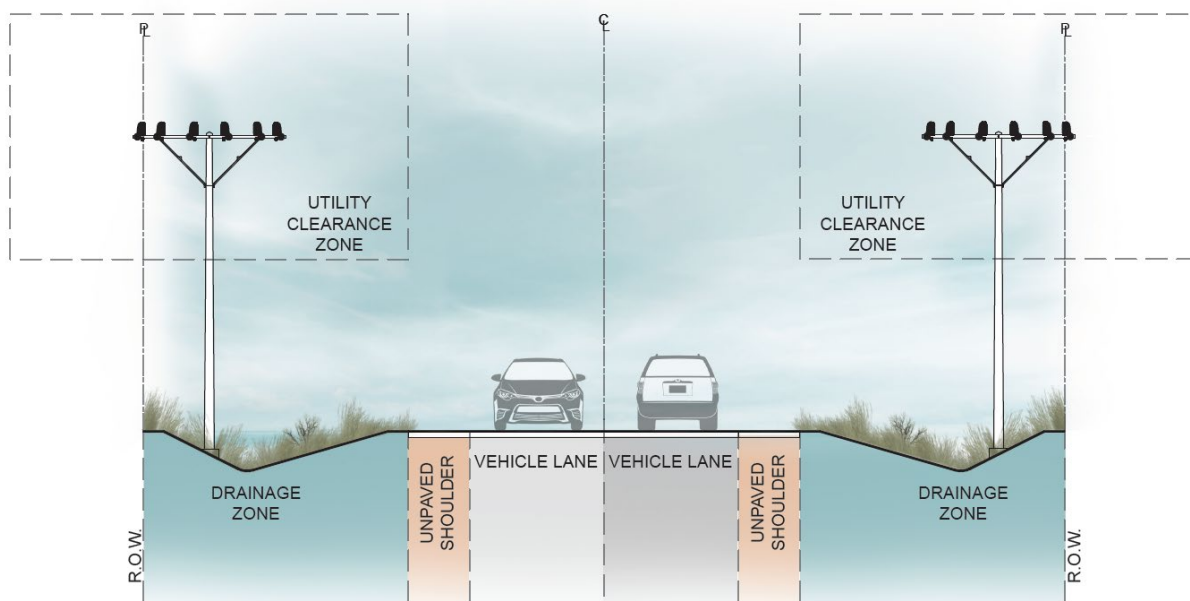 PL
CL
PL
UTILITY
CLEARANCE
ZONE
UTILITY
CLEARANCE
ZONE
DRAINAGE
ZONE
UNPAVED
SHOULDER
VEHICLE LANE
VEHICLE LANE
UNPAVED
SHOULDER
DRAINAGE
ZONE
R.O.W.
R.O.W.